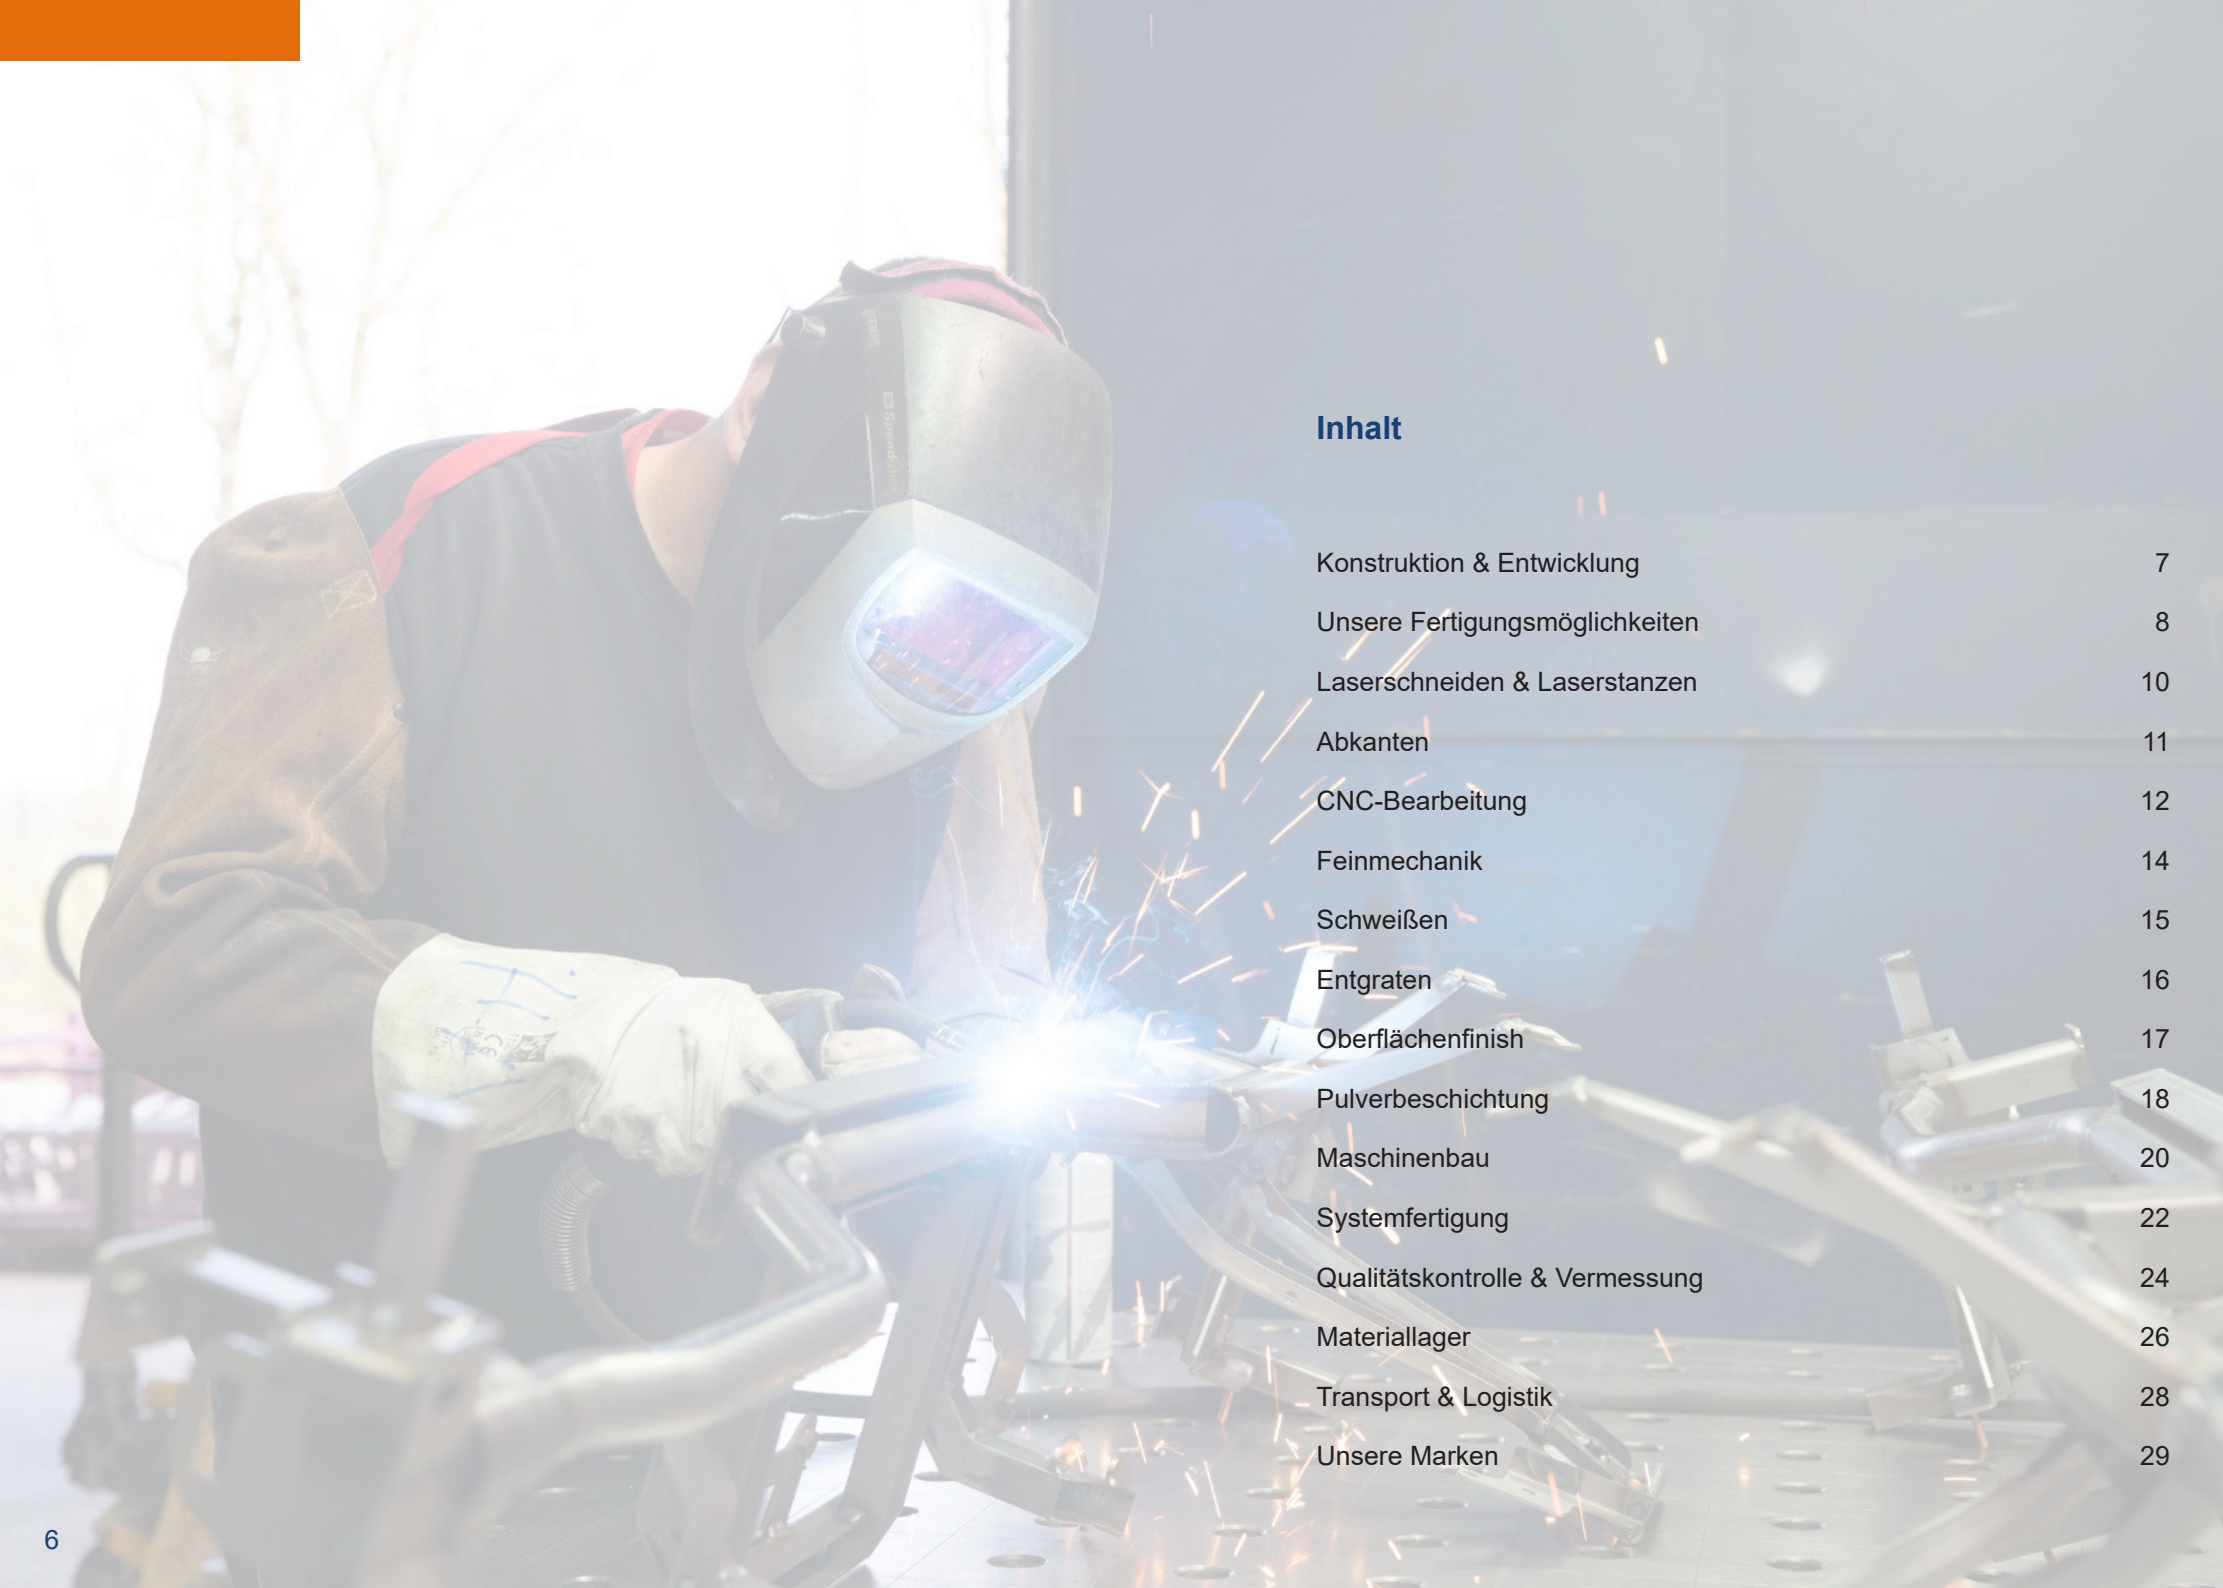 Speedglas
Inhalt
Konstruktion & Entwicklung 7
Unsere Fertigungsmöglichkeiten 8
Laserschneiden & Laserstanzen 10
Abkanten 11
CNC-Bearbeitung 12
Feinmechanik 14
Schweißen 15
Entgraten 16
Oberflächenfinish 17
Pulverbeschichtung 18
Maschinenbau 20
Systemfertigung 22
Qualitätskontrolle & Vermessung 24
Materiallager 26
Transport & Logistik 28
Unsere Marken 29
6